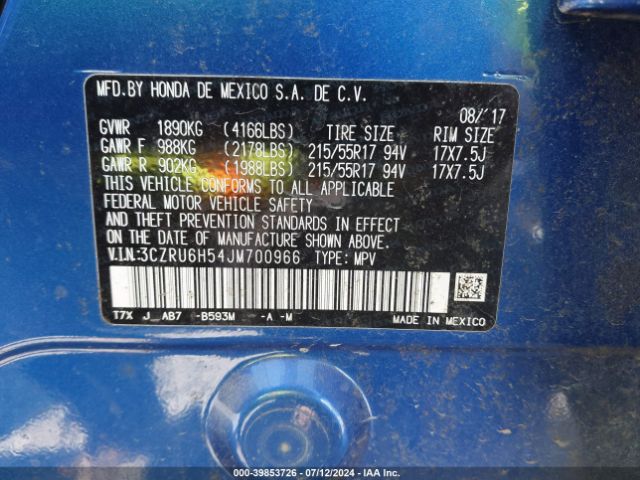 MFD.BY HONDA DE MEXICO S.A. DE C.V.
08/'17
GVWR 1890KG (4166LBS) TIRE SIZE RIM SIZE
GAWR F 988KG (2178LBS) 215/55R17 94V 17X7.5J
GAWR R 902KG (1988LBS) 215/55R17 94V 17X7.5J
THIS VEHICLE CONFORMS TO ALL APPLICABLE
FEDERAL MOTOR VEHICLE SAFETY
AND THEFT PREVENTION STANDARDS IN EFFECT
ON THE DATE OF MANUFACTURE SHOWN ABOVE.
V.I.N:3CZRU6H54JM700966 TYPE: MPV
T7X J_AB7 -B593M -A -M MADE IN MEXICO
000-39853726 - 07/12/2024 - IAA Inc.